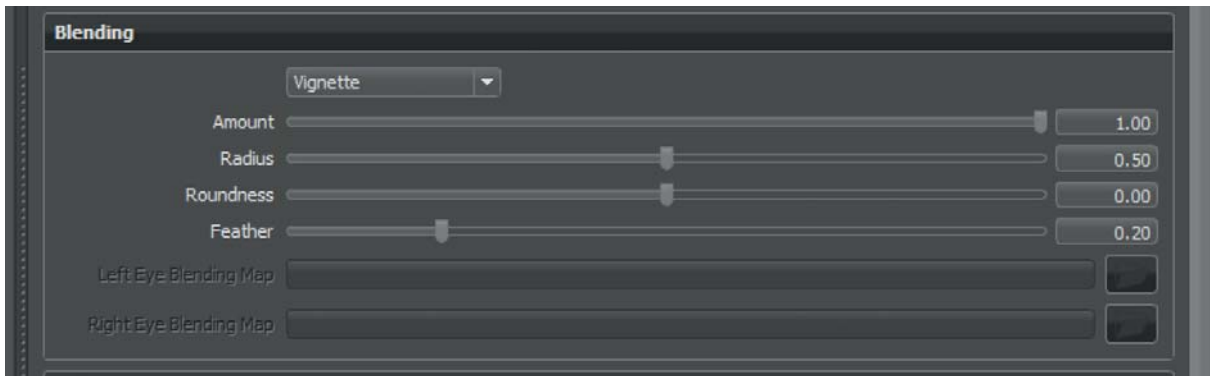 Blending
Vignette
Amount 1.00
Radius 0.50
Roundness 0.00
Feather 0.20
Left Eye Blending Map
Right Eye Blending Map